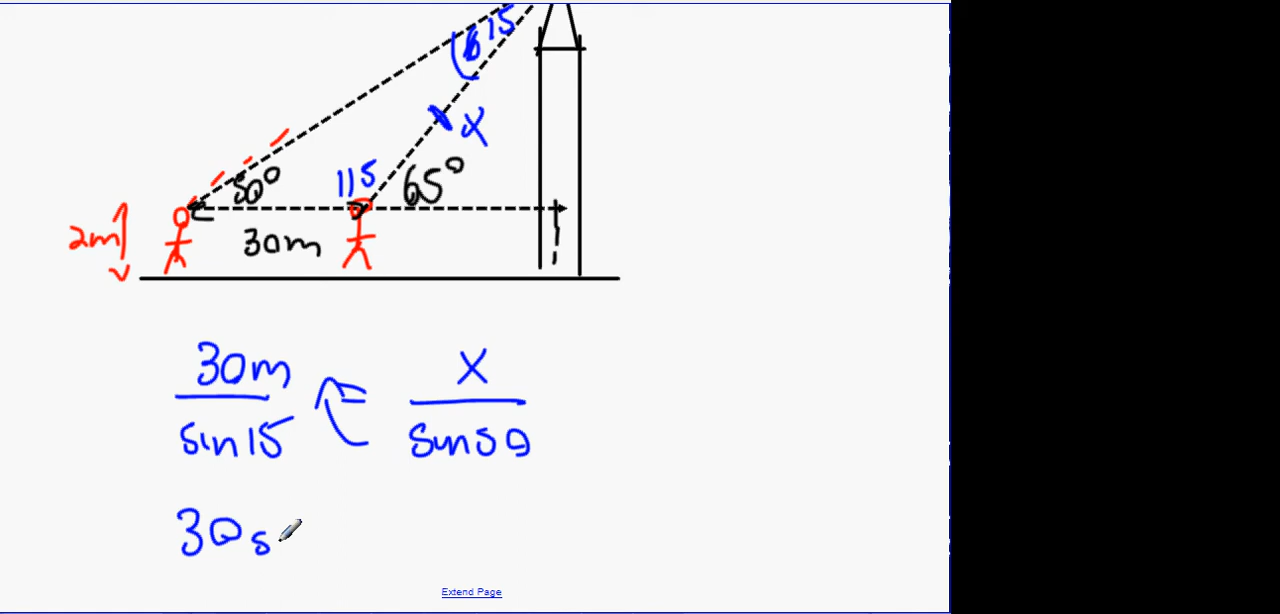 15
x
50°
115
65°
2m
30m
30m = x
sin15 sin50
30s
Extend Page